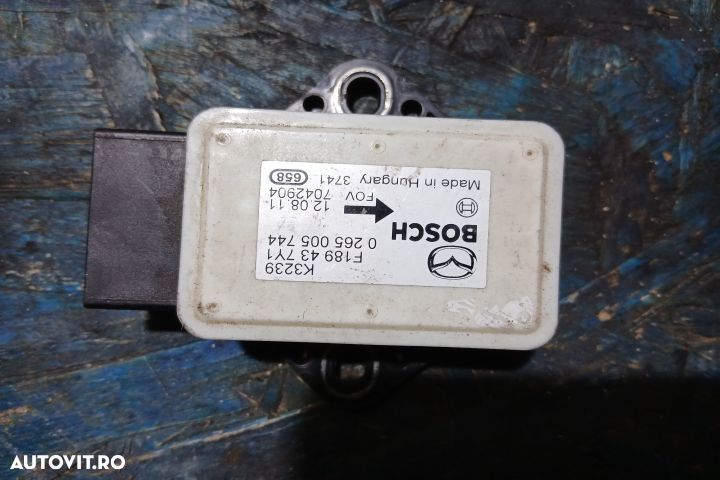 K3239
F189 43 7Y1
0 265 005 744
BOSCH
12.08.11
FOV 7042904
Made in Hungary 3741
658
AUTOVIT.RO